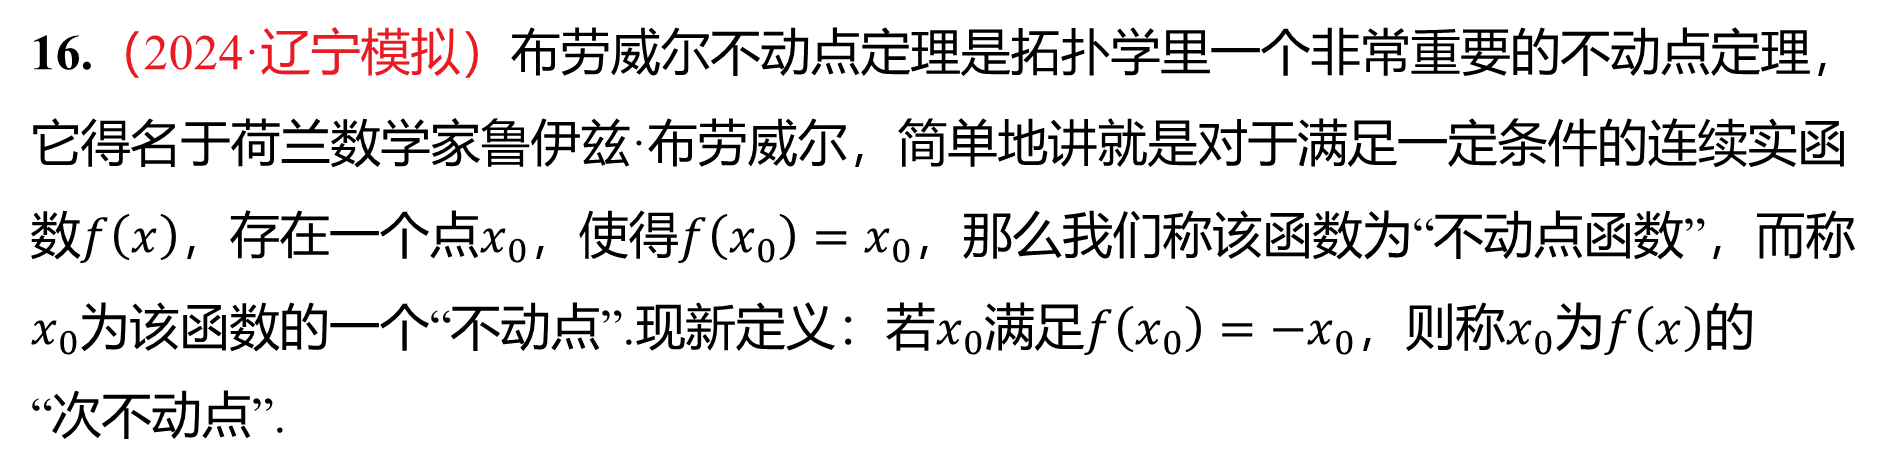 16.（2024·辽宁模拟）布劳威尔不动点定理是拓扑学里一个非常重要的不动点定理，
它得名于荷兰数学家鲁伊兹·布劳威尔，简单地讲就是对于满足一定条件的连续实函
数f(x)，存在一个点x₀，使得f(x₀) = x₀，那么我们称该函数为“不动点函数”，而称
x₀为该函数的一个“不动点”.现新定义：若x₀满足f(x₀) = −x₀，则称x₀为f(x)的
“次不动点”.